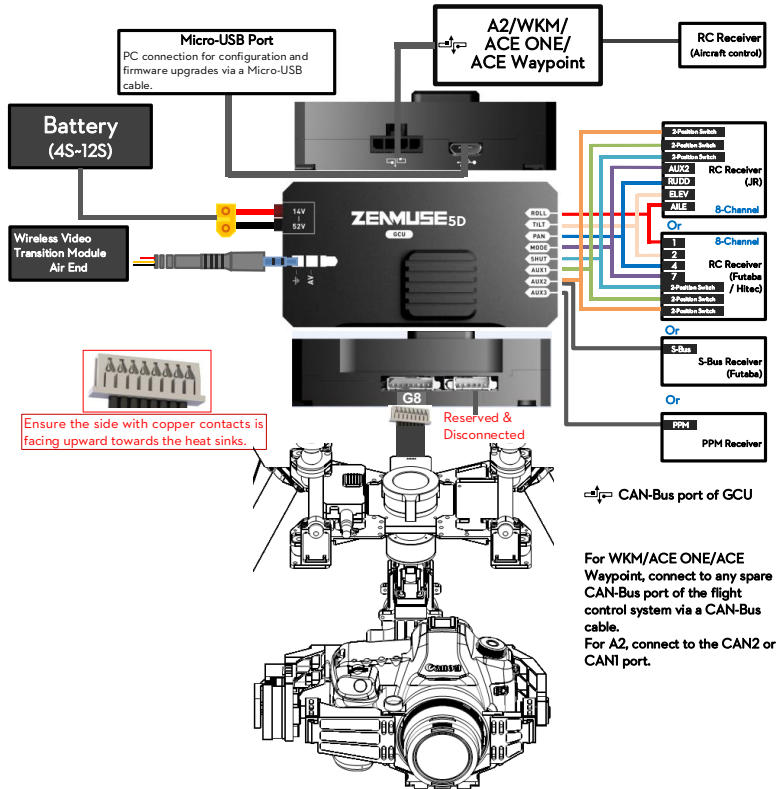 A2/WKM/
ACE ONE/
ACE Waypoint
RC Receiver
(Aircraft control)
Micro-USB Port
PC connection for configuration and
firmware upgrades via a Micro-USB
cable.
Battery
(4S~12S)
Wireless Video
Transition Module
Air End
14V
52V
AV
ZENMUSE 5D
GCU
ROLL
TILT
PAN
MODE
SHUT
AUX1
AUX2
AUX3
2-Position Switch
2-Position Switch
2-Position Switch
AUX2
RUDD
ELEV
AILE
RC Receiver
(JR)
8-Channel
Or
1
2
4
7
2-Position Switch
2-Position Switch
2-Position Switch
8-Channel
RC Receiver
(Futaba
/ Hitec)
Or
S-Bus
S-Bus Receiver
(Futaba)
Or
PPM
PPM Receiver
G8
Reserved &
Disconnected
Ensure the side with copper contacts is
facing upward towards the heat sinks.
CAN-Bus port of GCU
For WKM/ACE ONE/ACE
Waypoint, connect to any spare
CAN-Bus port of the flight
control system via a CAN-Bus
cable.
For A2, connect to the CAN2 or
CAN1 port.
Canon